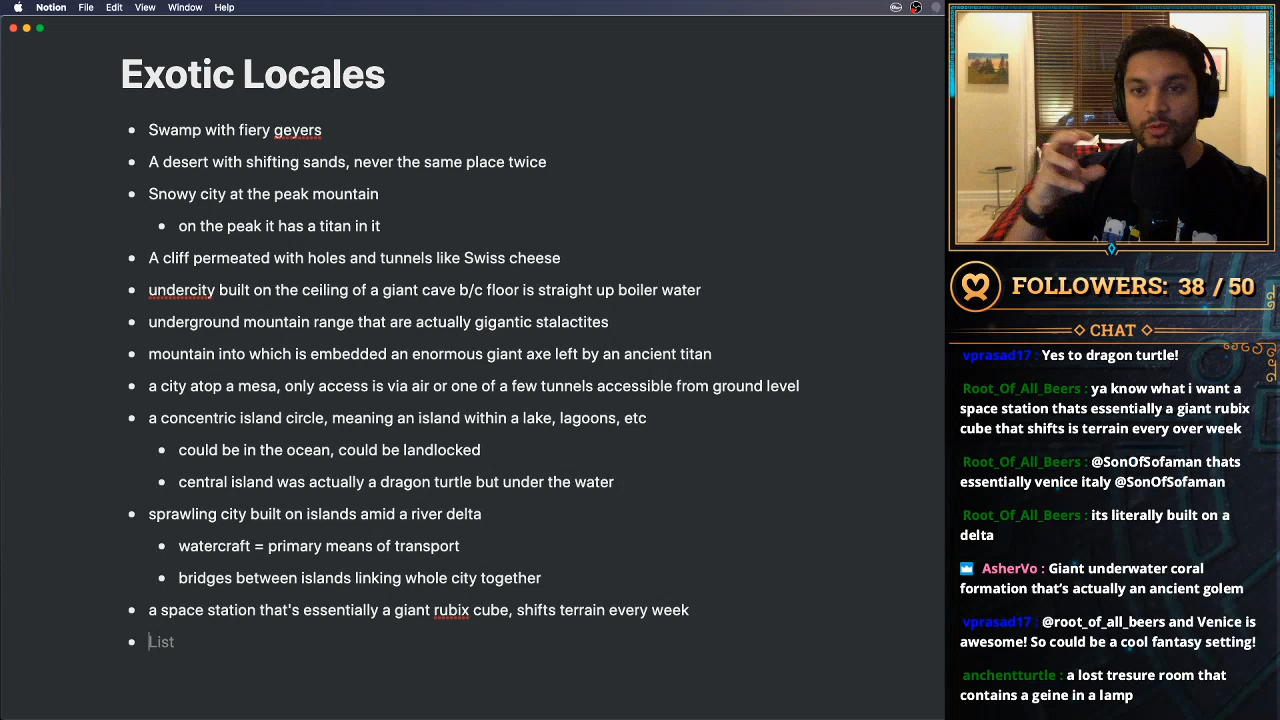 Notion File Edit View Window Help
Exotic Locales
Swamp with fiery geyers
A desert with shifting sands, never the same place twice
Snowy city at the peak mountain
on the peak it has a titan in it
A cliff permeated with holes and tunnels like Swiss cheese
undercity built on the ceiling of a giant cave b/c floor is straight up boiler water
underground mountain range that are actually gigantic stalactites
mountain into which is embedded an enormous giant axe left by an ancient titan
a city atop a mesa, only access is via air or one of a few tunnels accessible from ground level
a concentric island circle, meaning an island within a lake, lagoons, etc
could be in the ocean, could be landlocked
central island was actually a dragon turtle but under the water
sprawling city built on islands amid a river delta
watercraft = primary means of transport
bridges between islands linking whole city together
a space station that's essentially a giant rubix cube, shifts terrain every week
List
FOLLOWERS: 38 / 50
CHAT
vprasad17 : Yes to dragon turtle!
Root_Of_All_Beers : ya know what i want a
space station thats essentially a giant rubix
cube that shifts is terrain every over week
Root_Of_All_Beers : @SonOfSofaman thats
essentially venice italy @SonOfSofaman
Root_Of_All_Beers : its literally built on a
delta
AsherVo : Giant underwater coral
formation that's actually an ancient golem
vprasad17 : @root_of_all_beers and Venice is
awesome! So could be a cool fantasy setting!
anchentturtle : a lost tresure room that
contains a geine in a lamp